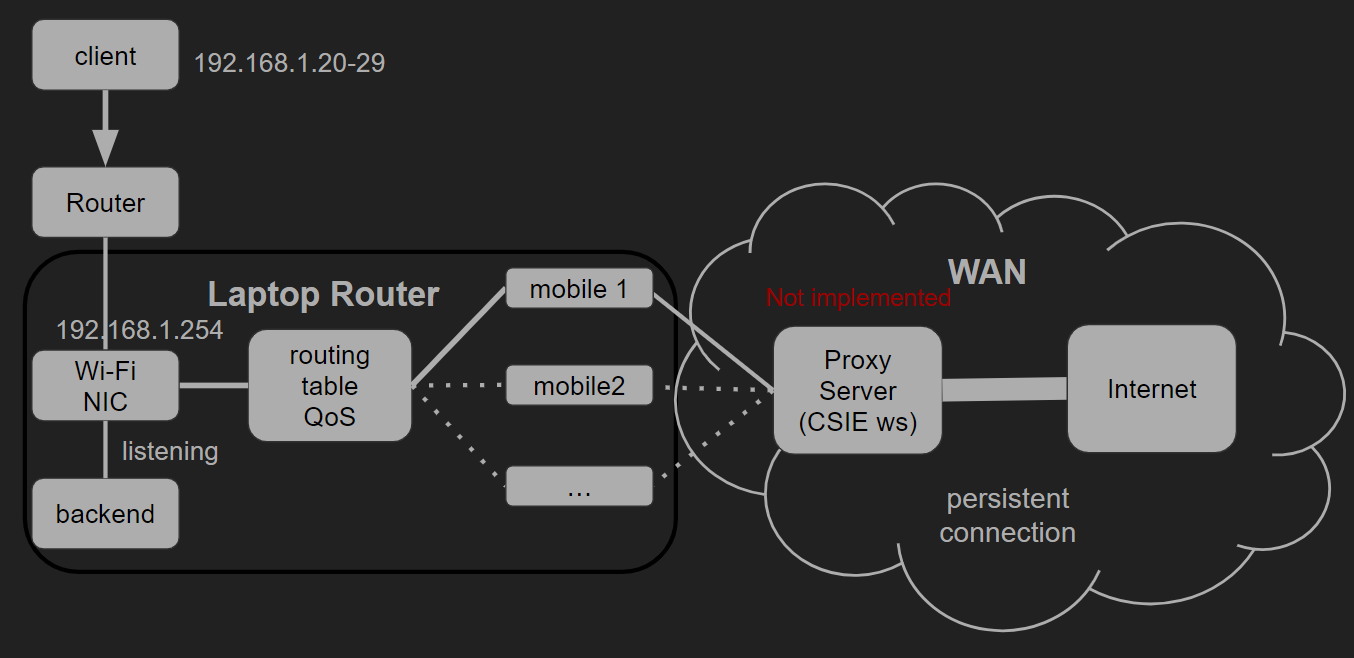 client
192.168.1.20-29
Router
Laptop Router
192.168.1.254
Wi-Fi
NIC
listening
backend
routing
table
QoS
mobile 1
mobile2
...
WAN
Not implemented
Proxy
Server
(CSIE ws)
Internet
persistent
connection